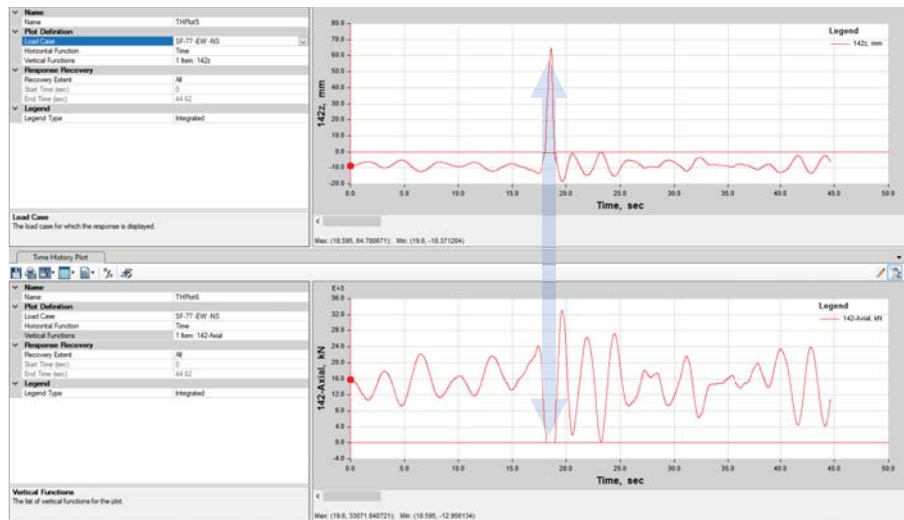 Name
Name THPlot5
Plot Definition
Load Case SF-77 -EW -NS
Horizontal Function Time
Vertical Functions 1 Item: 142z
Response Recovery
Recovery Extent All
Start Time (sec) 0
End Time (sec) 44.62
Legend
Legend Type Integrated
Load Case
The load case for which the response is displayed.
80.0
70.0
60.0
50.0
40.0
30.0
20.0
10.0
0.0
-10.0
-20.0
142z, mm
0.0 5.0 10.0 15.0 20.0 25.0 30.0 35.0 40.0 45.0 50.0
Time, sec
Legend
142z, mm
Max: (18.595, 64.780671); Min: (19.6, -18.371204)
Time History Plot
Name
Name THPlot6
Plot Definition
Load Case SF-77 -EW -NS
Horizontal Function Time
Vertical Functions 1 Item: 142-Axial
Response Recovery
Recovery Extent All
Start Time (sec) 0
End Time (sec) 44.62
Legend
Legend Type Integrated
Vertical Functions
The list of vertical functions for the plot.
E+3
36.0
32.0
28.0
24.0
20.0
16.0
12.0
8.0
4.0
0.0
-4.0
142-Axial, kN
0.0 5.0 10.0 15.0 20.0 25.0 30.0 35.0 40.0 45.0 50.0
Time, sec
Legend
142-Axial, kN
Max: (19.6, 33071.640721); Min: (18.595, -12.956134)